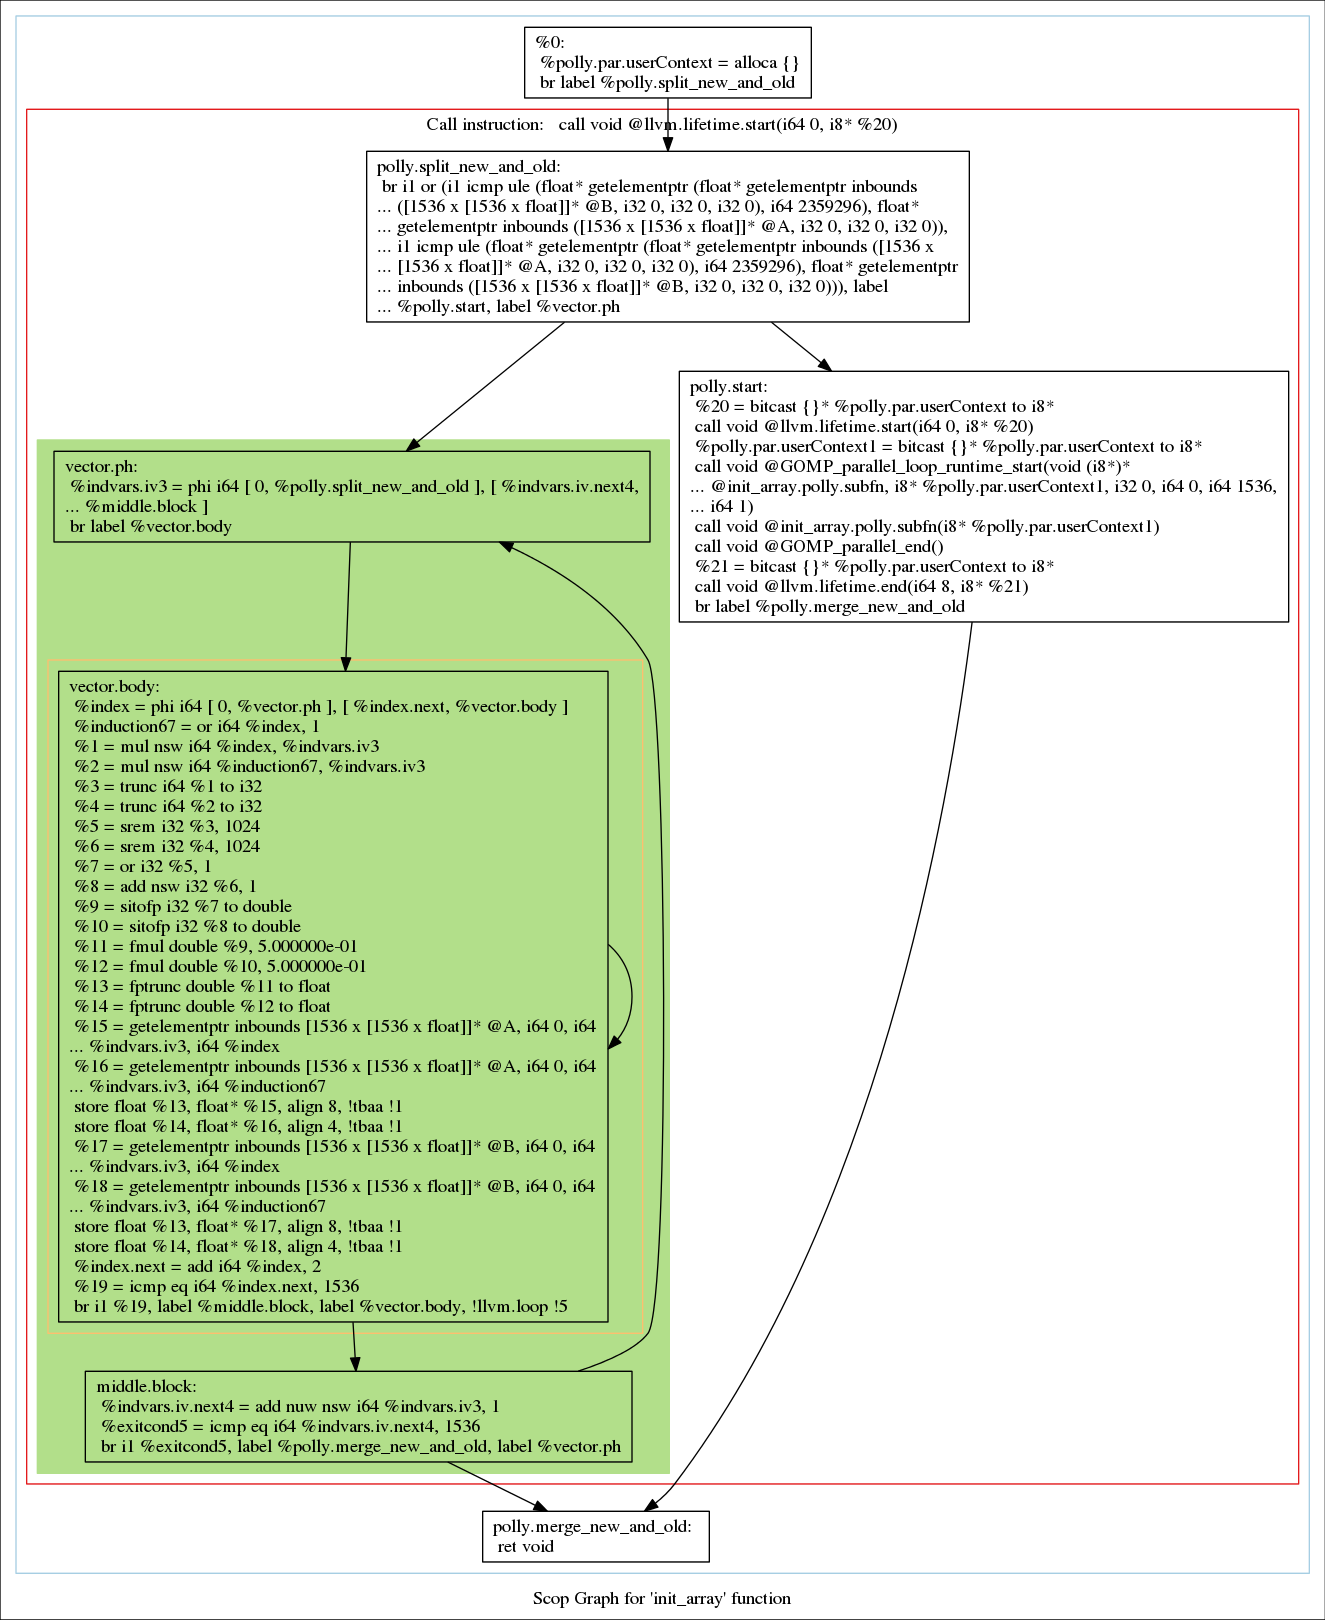 %0:
%polly.par.userContext = alloca {}
br label %polly.split_new_and_old
Call instruction: call void @llvm.lifetime.start(i64 0, i8* %20)
polly.split_new_and_old:
br i1 or (i1 icmp ule (float* getelementptr (float* getelementptr inbounds
... ([1536 x [1536 x float]]* @B, i32 0, i32 0, i32 0), i64 2359296), float*
... getelementptr inbounds ([1536 x [1536 x float]]* @A, i32 0, i32 0, i32 0)),
... i1 icmp ule (float* getelementptr (float* getelementptr inbounds ([1536 x
... [1536 x float]]* @A, i32 0, i32 0, i32 0), i64 2359296), float* getelementptr
... inbounds ([1536 x [1536 x float]]* @B, i32 0, i32 0, i32 0))), label
... %polly.start, label %vector.ph
polly.start:
%20 = bitcast {}* %polly.par.userContext to i8*
call void @llvm.lifetime.start(i64 0, i8* %20)
%polly.par.userContext1 = bitcast {}* %polly.par.userContext to i8*
call void @GOMP_parallel_loop_runtime_start(void (i8*)*
... @init_array.polly.subfn, i8* %polly.par.userContext1, i32 0, i64 0, i64 1536,
... i64 1)
call void @init_array.polly.subfn(i8* %polly.par.userContext1)
call void @GOMP_parallel_end()
%21 = bitcast {}* %polly.par.userContext to i8*
call void @llvm.lifetime.end(i64 8, i8* %21)
br label %polly.merge_new_and_old
vector.ph:
%indvars.iv3 = phi i64 [ 0, %polly.split_new_and_old ], [ %indvars.iv.next4,
... %middle.block ]
br label %vector.body
vector.body:
%index = phi i64 [ 0, %vector.ph ], [ %index.next, %vector.body ]
%induction67 = or i64 %index, 1
%1 = mul nsw i64 %index, %indvars.iv3
%2 = mul nsw i64 %induction67, %indvars.iv3
%3 = trunc i64 %1 to i32
%4 = trunc i64 %2 to i32
%5 = srem i32 %3, 1024
%6 = srem i32 %4, 1024
%7 = or i32 %5, 1
%8 = add nsw i32 %6, 1
%9 = sitofp i32 %7 to double
%10 = sitofp i32 %8 to double
%11 = fmul double %9, 5.000000e-01
%12 = fmul double %10, 5.000000e-01
%13 = fptrunc double %11 to float
%14 = fptrunc double %12 to float
%15 = getelementptr inbounds [1536 x [1536 x float]]* @A, i64 0, i64
... %indvars.iv3, i64 %index
%16 = getelementptr inbounds [1536 x [1536 x float]]* @A, i64 0, i64
... %indvars.iv3, i64 %induction67
store float %13, float* %15, align 8, !tbaa !1
store float %14, float* %16, align 4, !tbaa !1
%17 = getelementptr inbounds [1536 x [1536 x float]]* @B, i64 0, i64
... %indvars.iv3, i64 %index
%18 = getelementptr inbounds [1536 x [1536 x float]]* @B, i64 0, i64
... %indvars.iv3, i64 %induction67
store float %13, float* %17, align 8, !tbaa !1
store float %14, float* %18, align 4, !tbaa !1
%index.next = add i64 %index, 2
%19 = icmp eq i64 %index.next, 1536
br i1 %19, label %middle.block, label %vector.body, !llvm.loop !5
middle.block:
%indvars.iv.next4 = add nuw nsw i64 %indvars.iv3, 1
%exitcond5 = icmp eq i64 %indvars.iv.next4, 1536
br i1 %exitcond5, label %polly.merge_new_and_old, label %vector.ph
polly.merge_new_and_old:
ret void
Scop Graph for 'init_array' function